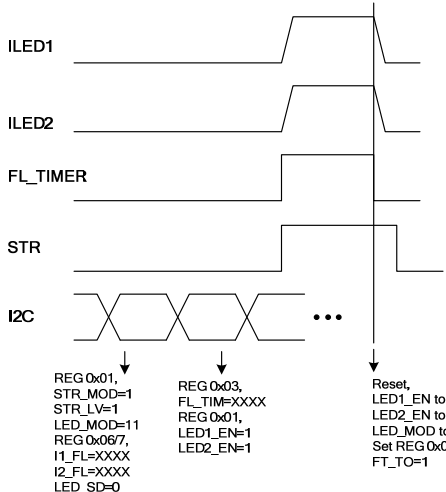 ILED1
ILED2
FL_TIMER
STR
I2C
REG 0x01,
STR_MOD=1
STR_LV=1
LED_MOD=11
REG 0x06/7,
I1_FL=XXXX
I2_FL=XXXX
LED_SD=0
REG 0x03,
FL_TIM=XXXX
REG 0x01,
LED1_EN=1
LED2_EN=1
Reset,
LED1_EN to
LED2_EN to
LED_MOD to
Set REG 0x0
FT_TO=1